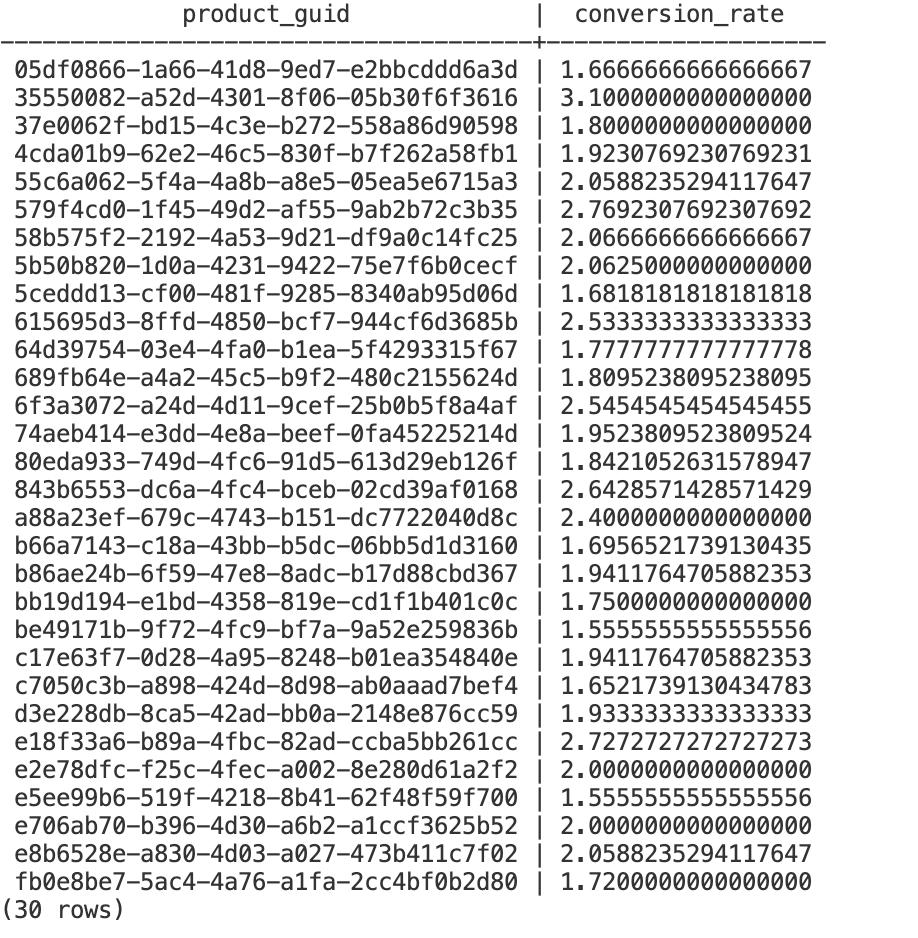 product_guid | conversion_rate
--------------------------------------+--------------------
05df0866-1a66-41d8-9ed7-e2bbcddd6a3d | 1.6666666666666667
35550082-a52d-4301-8f06-05b30f6f3616 | 3.1000000000000000
37e0062f-bd15-4c3e-b272-558a86d90598 | 1.8000000000000000
4cda01b9-62e2-46c5-830f-b7f262a58fb1 | 1.9230769230769231
55c6a062-5f4a-4a8b-a8e5-05ea5e6715a3 | 2.0588235294117647
579f4cd0-1f45-49d2-af55-9ab2b72c3b35 | 2.7692307692307692
58b575f2-2192-4a53-9d21-df9a0c14fc25 | 2.0666666666666667
5b50b820-1d0a-4231-9422-75e7f6b0cecf | 2.0625000000000000
5ceddd13-cf00-481f-9285-8340ab95d06d | 1.6818181818181818
615695d3-8ffd-4850-bcf7-944cf6d3685b | 2.5333333333333333
64d39754-03e4-4fa0-b1ea-5f4293315f67 | 1.7777777777777778
689fb64e-a4a2-45c5-b9f2-480c2155624d | 1.8095238095238095
6f3a3072-a24d-4d11-9cef-25b0b5f8a4af | 2.5454545454545455
74aeb414-e3dd-4e8a-beef-0fa45225214d | 1.9523809523809524
80eda933-749d-4fc6-91d5-613d29eb126f | 1.8421052631578947
843b6553-dc6a-4fc4-bceb-02cd39af0168 | 2.6428571428571429
a88a23ef-679c-4743-b151-dc7722040d8c | 2.4000000000000000
b66a7143-c18a-43bb-b5dc-06bb5d1d3160 | 1.6956521739130435
b86ae24b-6f59-47e8-8adc-b17d88cbd367 | 1.9411764705882353
bb19d194-e1bd-4358-819e-cd1f1b401c0c | 1.7500000000000000
be49171b-9f72-4fc9-bf7a-9a52e259836b | 1.5555555555555556
c17e63f7-0d28-4a95-8248-b01ea354840e | 1.9411764705882353
c7050c3b-a898-424d-8d98-ab0aaad7bef4 | 1.6521739130434783
d3e228db-8ca5-42ad-bb0a-2148e876cc59 | 1.9333333333333333
e18f33a6-b89a-4fbc-82ad-ccba5bb261cc | 2.7272727272727273
e2e78dfc-f25c-4fec-a002-8e280d61a2f2 | 2.0000000000000000
e5ee99b6-519f-4218-8b41-62f48f59f700 | 1.5555555555555556
e706ab70-b396-4d30-a6b2-a1ccf3625b52 | 2.0000000000000000
e8b6528e-a830-4d03-a027-473b411c7f02 | 2.0588235294117647
fb0e8be7-5ac4-4a76-a1fa-2cc4bf0b2d80 | 1.7200000000000000
(30 rows)